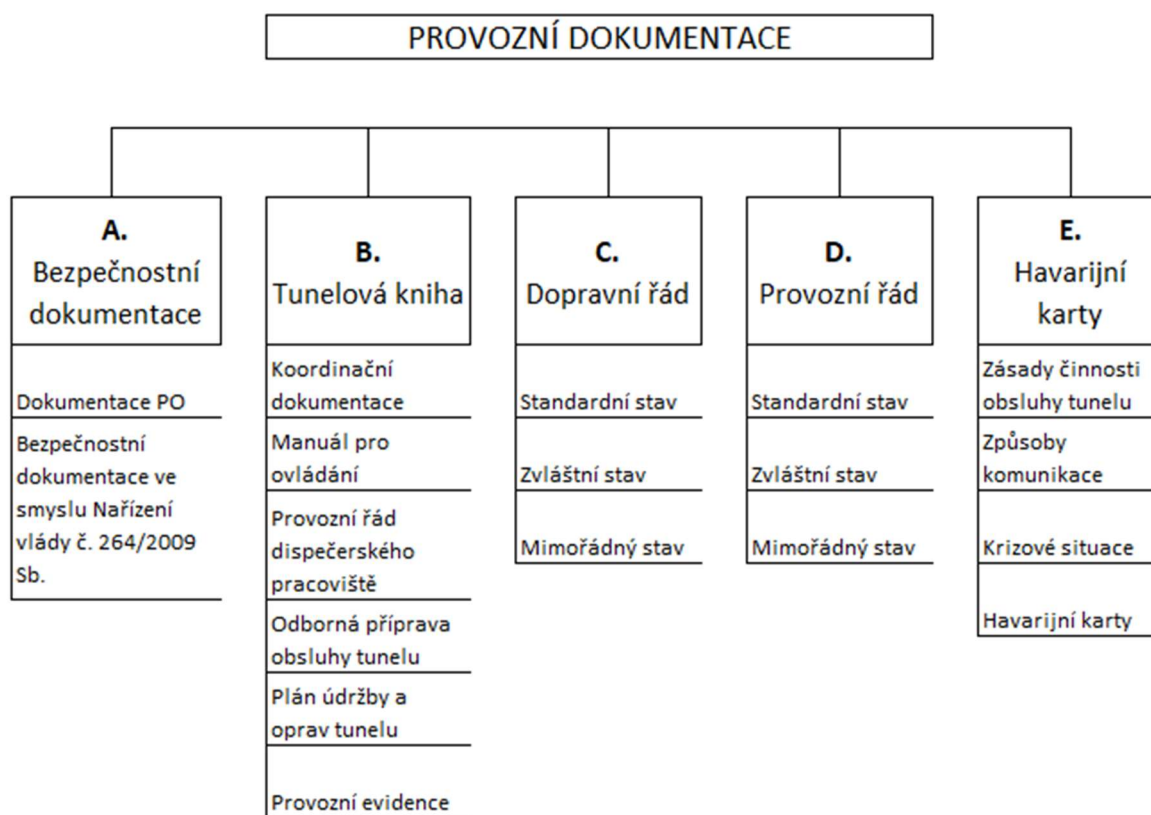 PROVOZNÍ DOKUMENTACE
A.
Bezpečnostní
dokumentace
Dokumentace PO
Bezpečnostní
dokumentace ve
smyslu Nařízení
vlády č. 264/2009
Sb.
B.
Tunelová kniha
Koordinační
dokumentace
Manuál pro
ovládání
Provozní řád
dispečerského
pracoviště
Odborná příprava
obsluhy tunelu
Plán údržby a
oprav tunelu
Provozní evidence
C.
Dopravní řád
Standardní stav
Zvláštní stav
Mimořádný stav
D.
Provozní řád
Standardní stav
Zvláštní stav
Mimořádný stav
E.
Havarijní
karty
Zásady činnosti
obsluhy tunelu
Způsoby
komunikace
Krizové situace
Havarijní karty